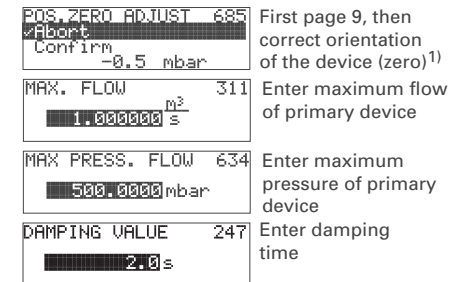 POS.ZERO ADJUST 685
✓Abort
Confirm
-0.5 mbar
First page 9, then
correct orientation
of the device (zero)1)
MAX. FLOW 311
m³
1.000000 s
Enter maximum flow
of primary device
MAX PRESS. FLOW 634
500.0000 mbar
Enter maximum
pressure of primary
device
DAMPING VALUE 247
2.0 s
Enter damping
time